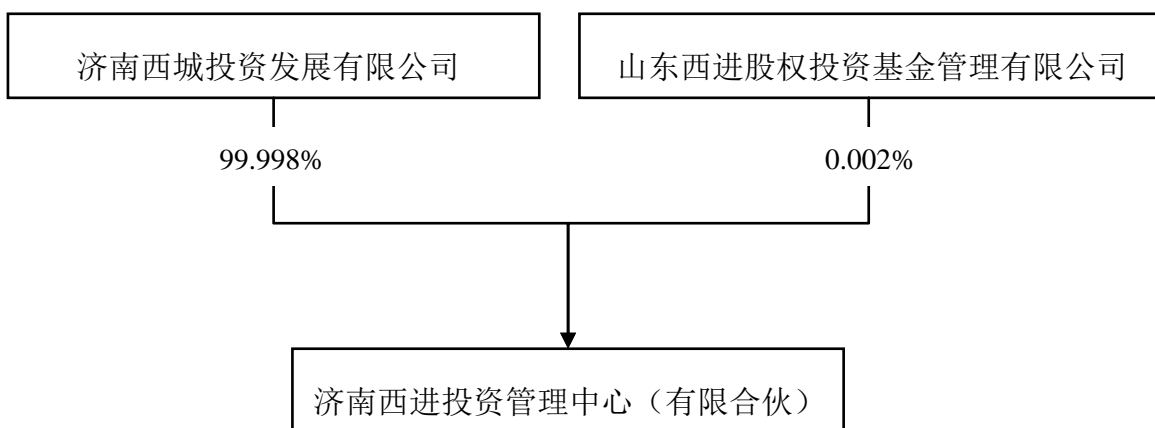 济南西城投资发展有限公司
山东西进股权投资基金管理有限公司
99.998%
0.002%
济南西进投资管理中心（有限合伙）